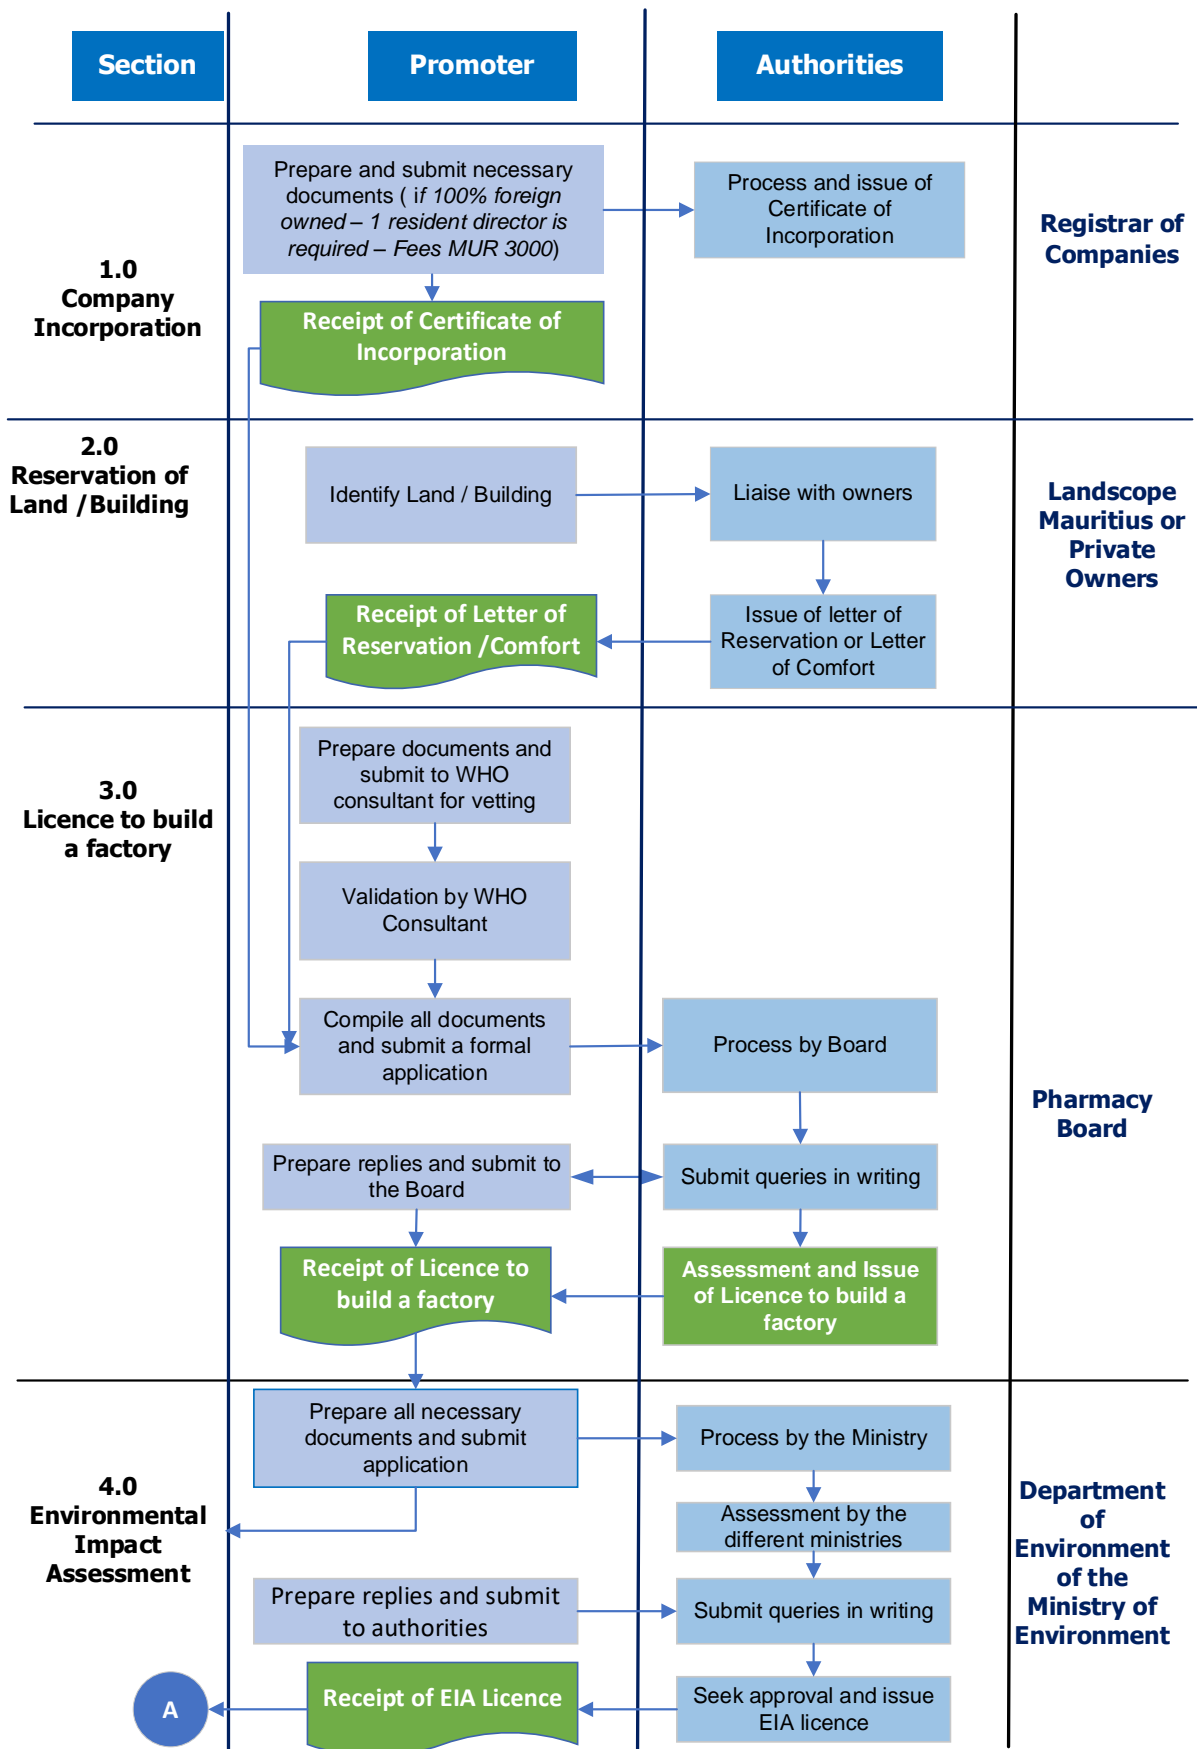 Section
Promoter
Authorities
1.0
Company
Incorporation
Prepare and submit necessary
documents ( if 100% foreign
owned – 1 resident director is
required – Fees MUR 3000)
Process and issue of
Certificate of
Incorporation
Registrar of
Companies
Receipt of Certificate of
Incorporation
2.0
Reservation of
Land /Building
Identify Land / Building
Liaise with owners
Landscope
Mauritius or
Private
Owners
Receipt of Letter of
Reservation /Comfort
Issue of letter of
Reservation or Letter
of Comfort
3.0
Licence to build
a factory
Prepare documents and
submit to WHO
consultant for vetting
Validation by WHO
Consultant
Compile all documents
and submit a formal
application
Process by Board
Pharmacy
Board
Prepare replies and submit to
the Board
Submit queries in writing
Receipt of Licence to
build a factory
Assessment and Issue
of Licence to build a
factory
4.0
Environmental
Impact
Assessment
Prepare all necessary
documents and submit
application
Process by the Ministry
Department
of
Environment
of the
Ministry of
Environment
Assessment by the
different ministries
Prepare replies and submit
to authorities
Submit queries in writing
A
Receipt of EIA Licence
Seek approval and issue
EIA licence